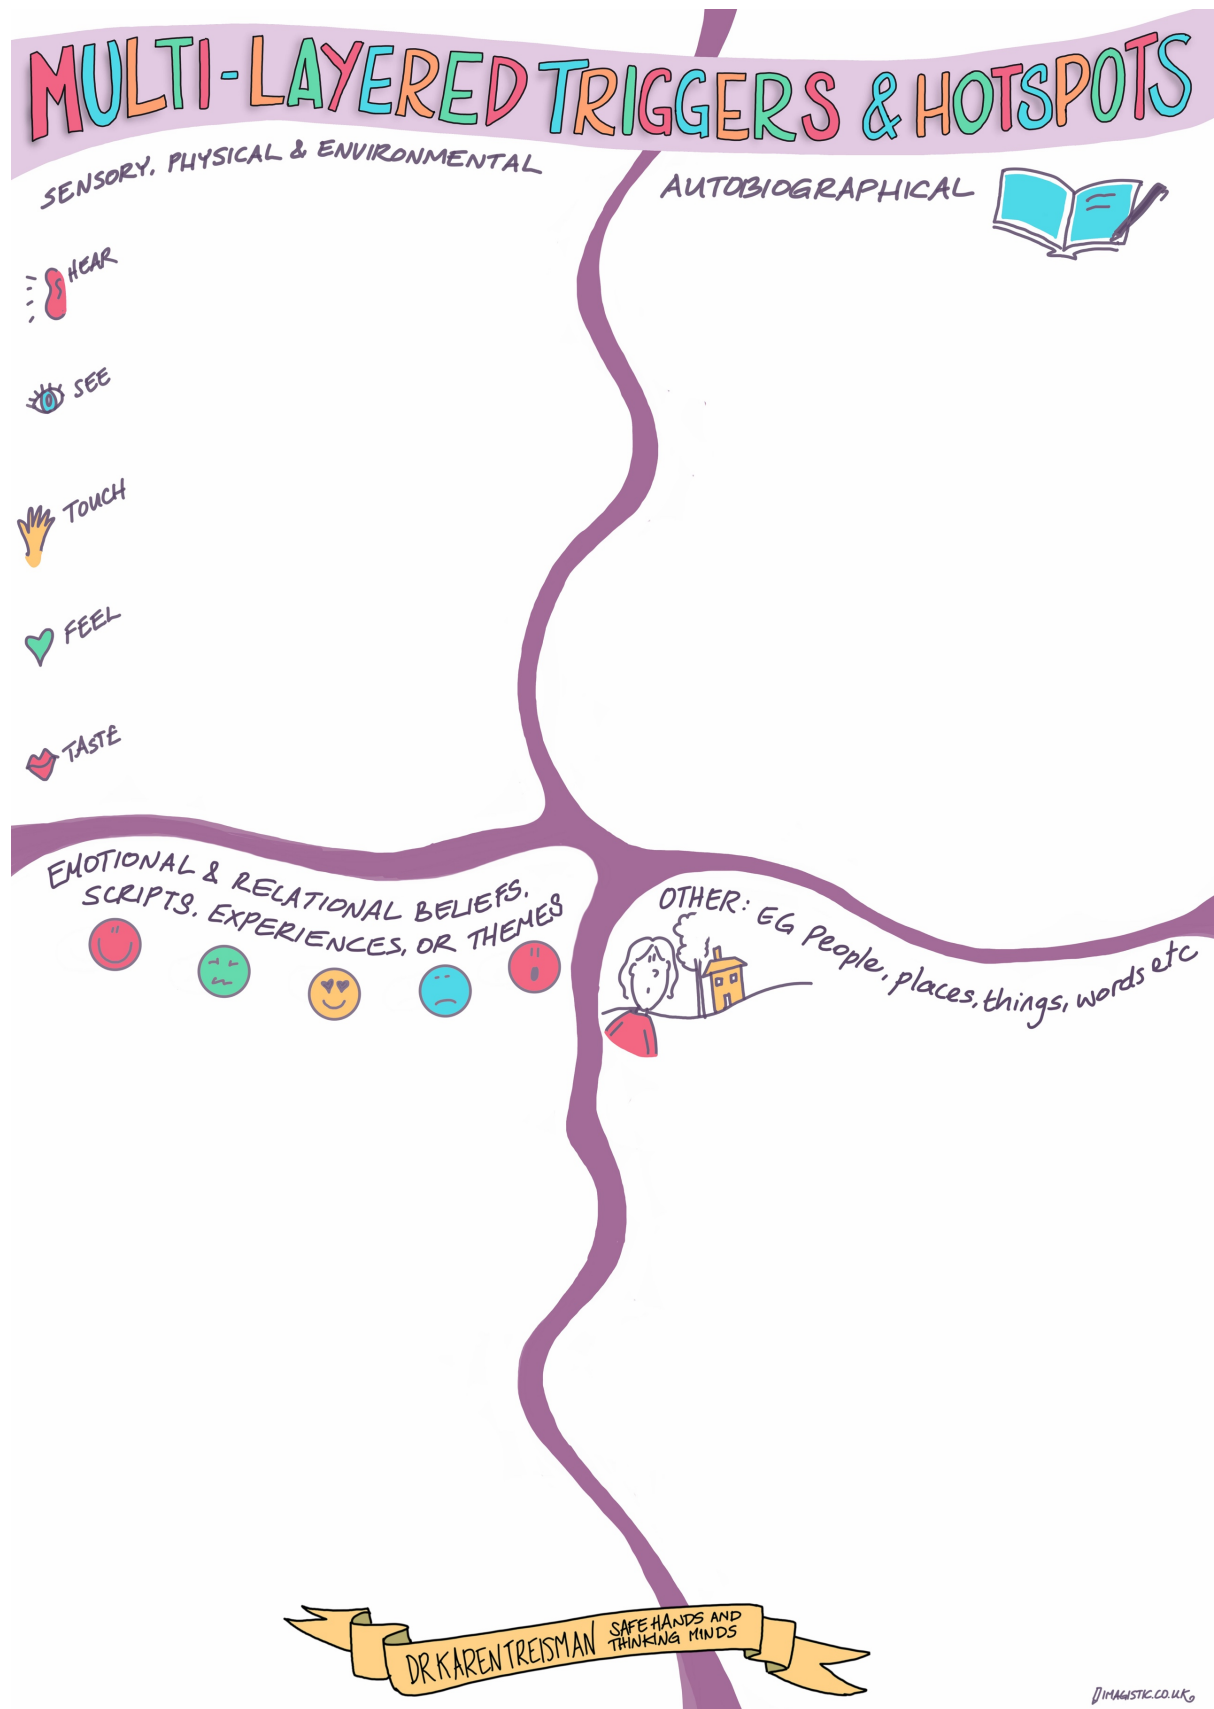 MULTI-LAYERED TRIGGERS & HOTSPOTS
SENSORY, PHYSICAL & ENVIRONMENTAL
HEAR
SEE
TOUCH
FEEL
TASTE
AUTOBIOGRAPHICAL
EMOTIONAL & RELATIONAL BELIEFS,
SCRIPTS, EXPERIENCES, OR THEMES
OTHER: EG People, places, things, words etc
DR KAREN TREISMAN
SAFE HANDS AND
THINKING MINDS
IMAGISTIC.CO.UK